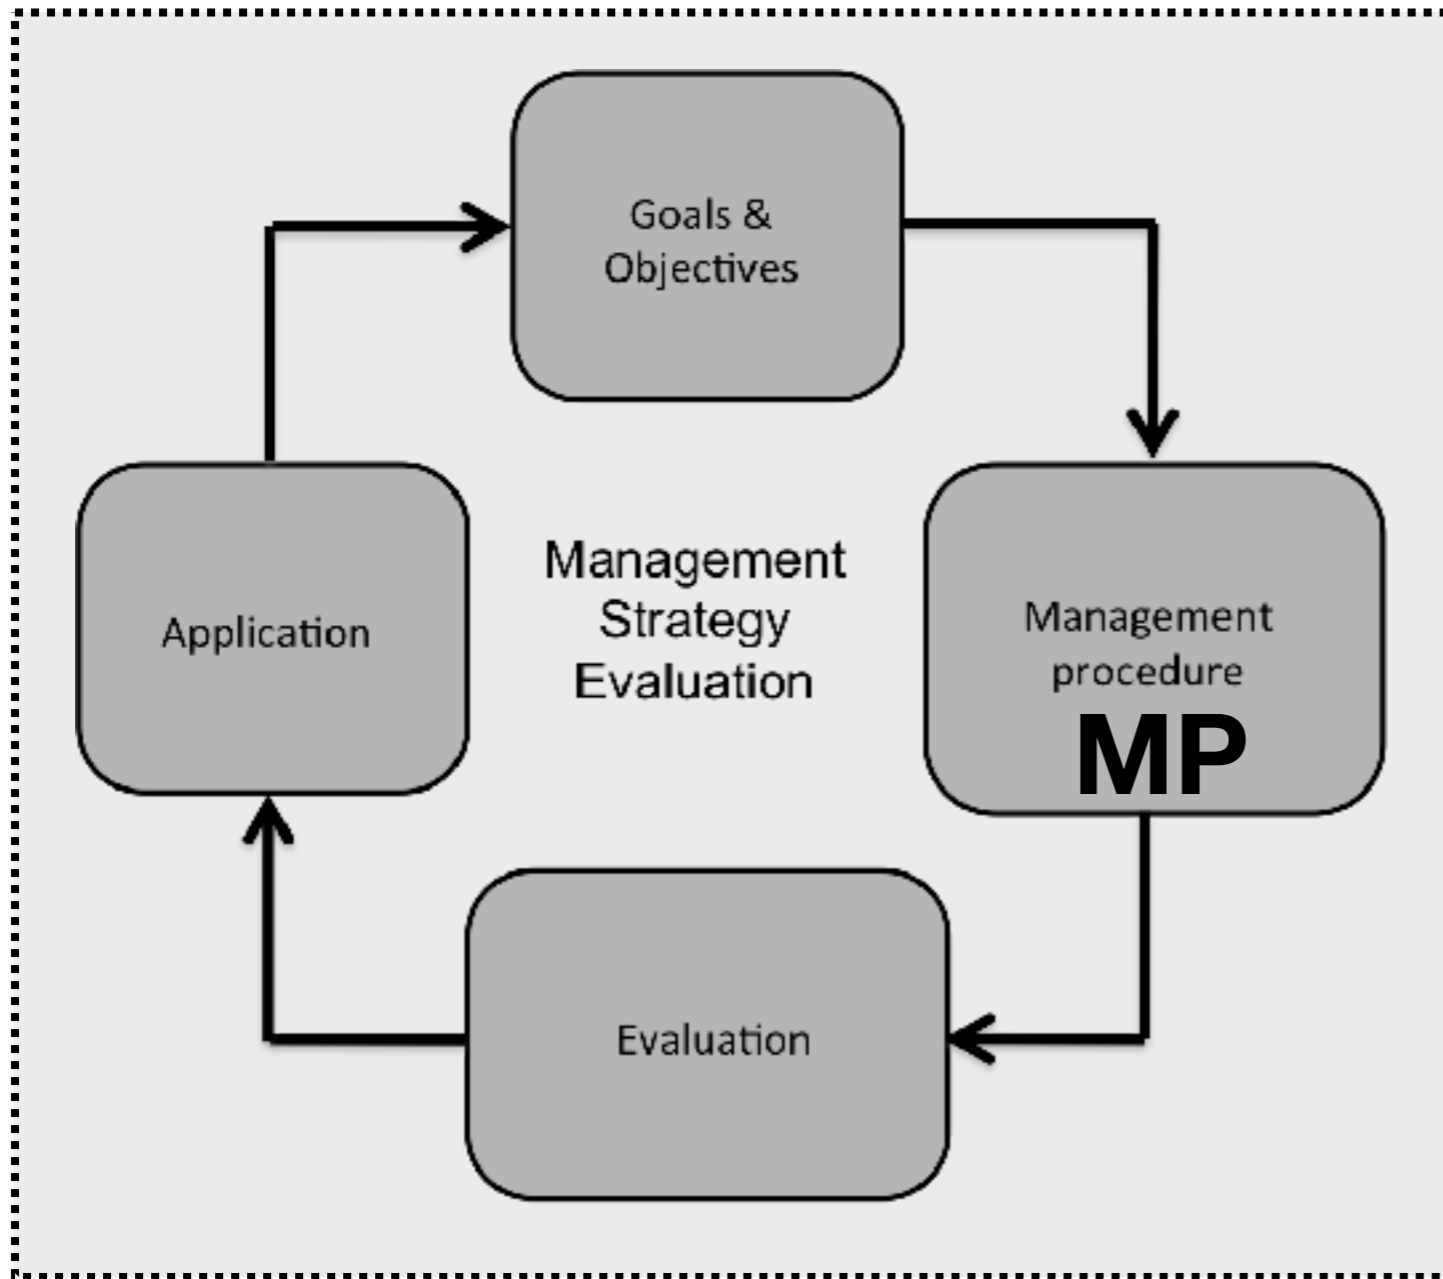 Goals &
Objectives
Application
Management
Strategy
Evaluation
Management
procedure
MP
Evaluation